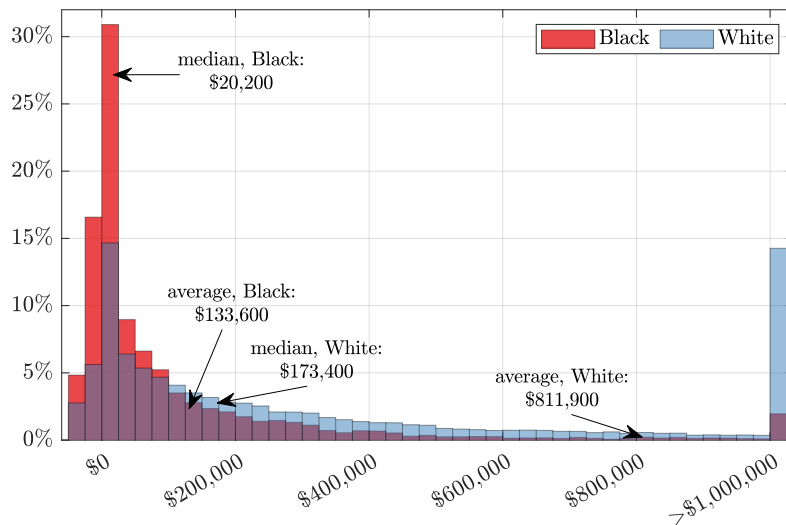 30%
25%
20%
15%
10%
5%
0%
Black
White
median, Black:
$20,200
average, Black:
$133,600
median, White:
$173,400
average, White:
$811,900
$0
$200,000
$400,000
$600,000
$800,000
>$1,000,000